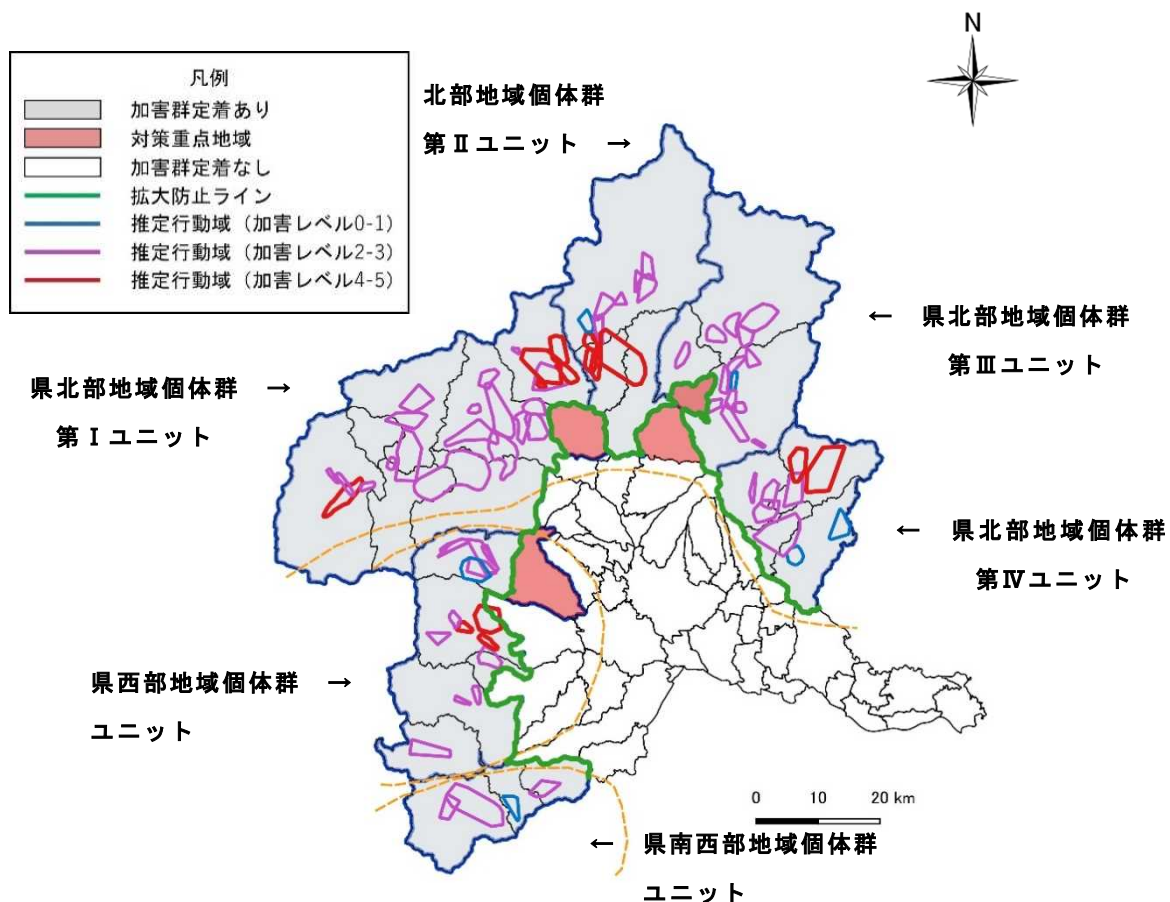 N
凡例
加害群定着あり
対策重点地域
加害群定着なし
拡大防止ライン
推定行動域（加害レベル0-1）
推定行動域（加害レベル2-3）
推定行動域（加害レベル4-5）
北部地域個体群
第Ⅱユニット →
← 県北部地域個体群
第Ⅲユニット
県北部地域個体群 →
第Ⅰユニット
← 県北部地域個体群
第Ⅳユニット
県西部地域個体群 →
ユニット
0 10 20 km
← 県南西部地域個体群
ユニット